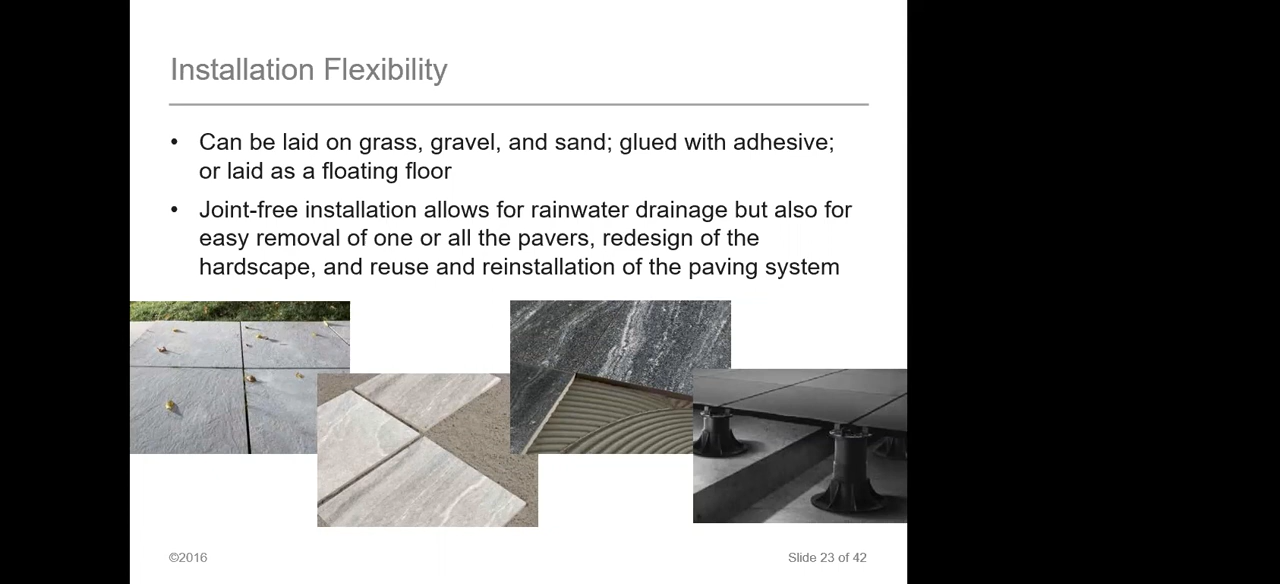 Installation Flexibility
• Can be laid on grass, gravel, and sand; glued with adhesive;
or laid as a floating floor
• Joint-free installation allows for rainwater drainage but also for
easy removal of one or all the pavers, redesign of the
hardscape, and reuse and reinstallation of the paving system
©2016
Slide 23 of 42